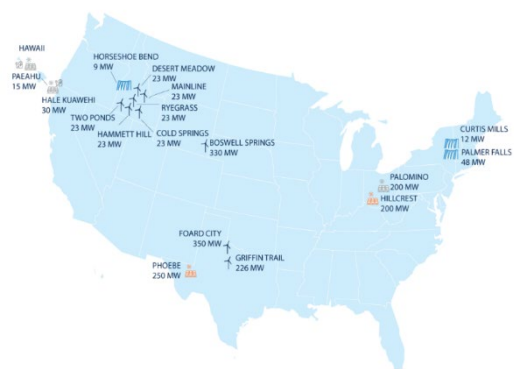 HAWAII
PAEAHU
15 MW
HALE KUAWEHI
30 MW
HORSESHOE BEND
9 MW
DESERT MEADOW
23 MW
MAINLINE
23 MW
RYEGRASS
23 MW
TWO PONDS
23 MW
HAMMETT HILL
23 MW
COLD SPRINGS
23 MW
BOSWELL SPRINGS
330 MW
CURTIS MILLS
12 MW
PALMER FALLS
48 MW
PALOMINO
200 MW
HILLCREST
200 MW
FOARD CITY
350 MW
GRIFFIN TRAIL
226 MW
PHOEBE
250 MW